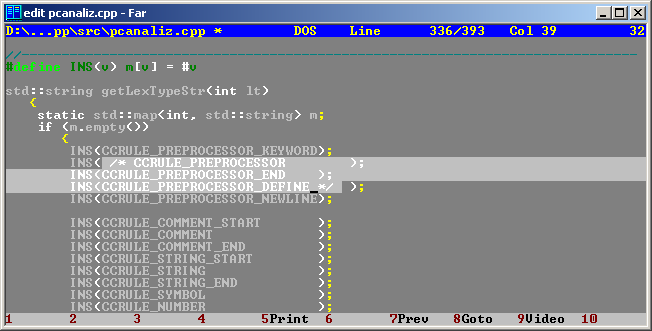 edit pcanaliz.cpp - Far
D:\...pp\src\pcanaliz.cpp * DOS Line 336/393 Col 39 32
//
#define INS(v) m[v] = #v
std::string getLexTypeStr(int lt)
{
static std::map(int, std::string) m;
if (m.empty())
{
INS(CCRULE_PREPROCESSOR_KEYWORD);
INS( /* CCRULE_PREPROCESSOR );
INS(CCRULE_PREPROCESSOR_END );
INS(CCRULE_PREPROCESSOR_DEFINE_*/ );
INS(CCRULE_PREPROCESSOR_NEWLINE);
INS(CCRULE_COMMENT_START );
INS(CCRULE_COMMENT );
INS(CCRULE_COMMENT_END );
INS(CCRULE_STRING_START );
INS(CCRULE_STRING );
INS(CCRULE_STRING_END );
INS(CCRULE_SYMBOL );
INS(CCRULE_NUMBER );
1 2 3 4 5Print 6 7Prev 8Goto 9Video 10